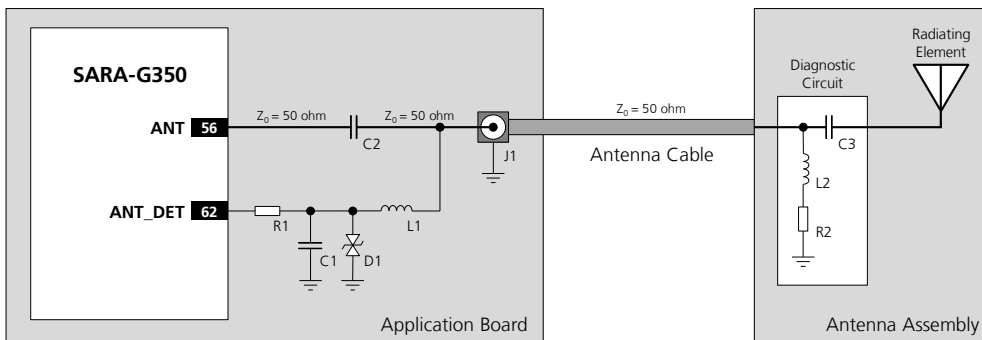 SARA-G350
ANT 56
Z0 = 50 ohm
C2
Z0 = 50 ohm
J1
Z0 = 50 ohm
Antenna Cable
ANT_DET 62
R1
C1
D1
L1
Application Board
Radiating
Element
Diagnostic
Circuit
C3
L2
R2
Antenna Assembly